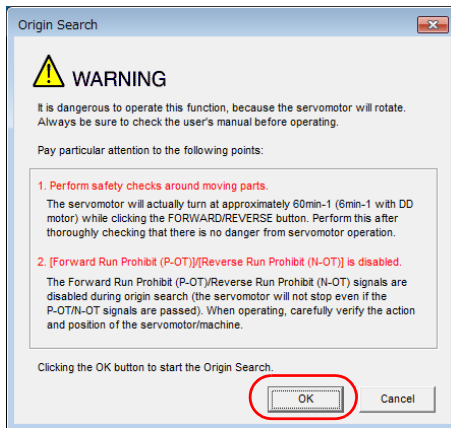 Origin Search
WARNING
It is dangerous to operate this function, because the servomotor will rotate.
Always be sure to check the user's manual before operating.
Pay particular attention to the following points:
1. Perform safety checks around moving parts.
The servomotor will actually turn at approximately 60min-1 (6min-1 with DD
motor) while clicking the FORWARD/REVERSE button. Perform this after
thoroughly checking that there is no danger from servomotor operation.
2. [Forward Run Prohibit (P-OT)]/[Reverse Run Prohibit (N-OT)] is disabled.
The Forward Run Prohibit (P-OT)/Reverse Run Prohibit (N-OT) signals are
disabled during origin search (the servomotor will not stop even if the
P-OT/N-OT signals are passed). When operating, carefully verify the action
and position of the servomotor/machine.
Clicking the OK button to start the Origin Search.
OK
Cancel